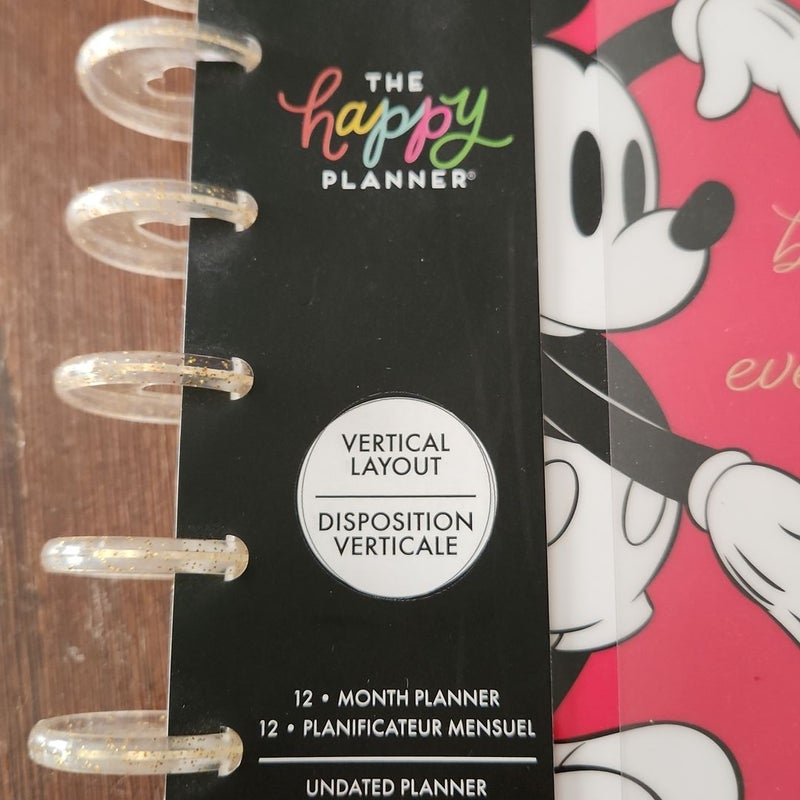 THE
happy
PLANNER®
VERTICAL
LAYOUT
DISPOSITION
VERTICALE
12 • MONTH PLANNER
12 • PLANIFICATEUR MENSUEL
UNDATED PLANNER